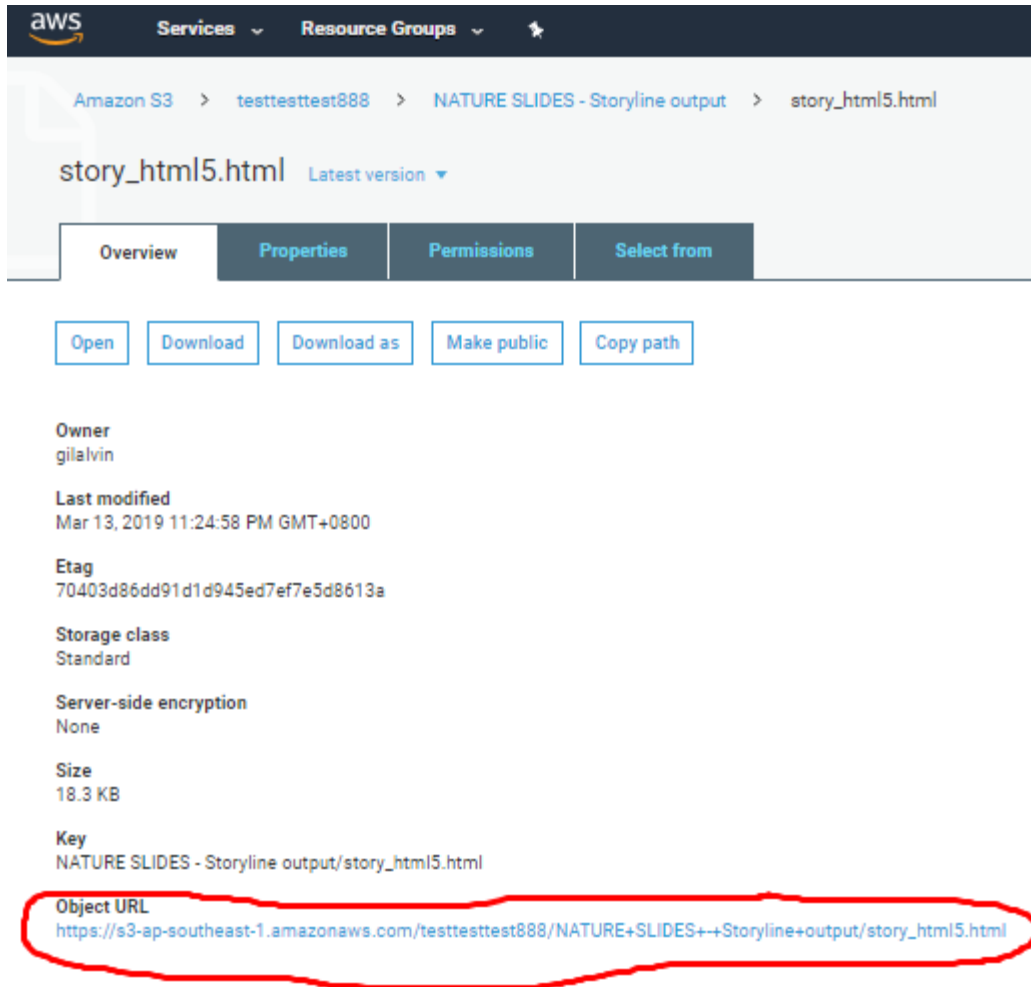 aws Services Resource Groups
Amazon S3 > testtesttest888 > NATURE SLIDES - Storyline output > story_html5.html
story_html5.html Latest version
Overview Properties Permissions Select from
Open Download Download as Make public Copy path
Owner
gilalvin
Last modified
Mar 13, 2019 11:24:58 PM GMT+0800
Etag
70403d86dd91d1d945ed7ef7e5d8613a
Storage class
Standard
Server-side encryption
None
Size
18.3 KB
Key
NATURE SLIDES - Storyline output/story_html5.html
Object URL
https://s3-ap-southeast-1.amazonaws.com/testtesttest888/NATURE+SLIDES+-+Storyline+output/story_html5.html